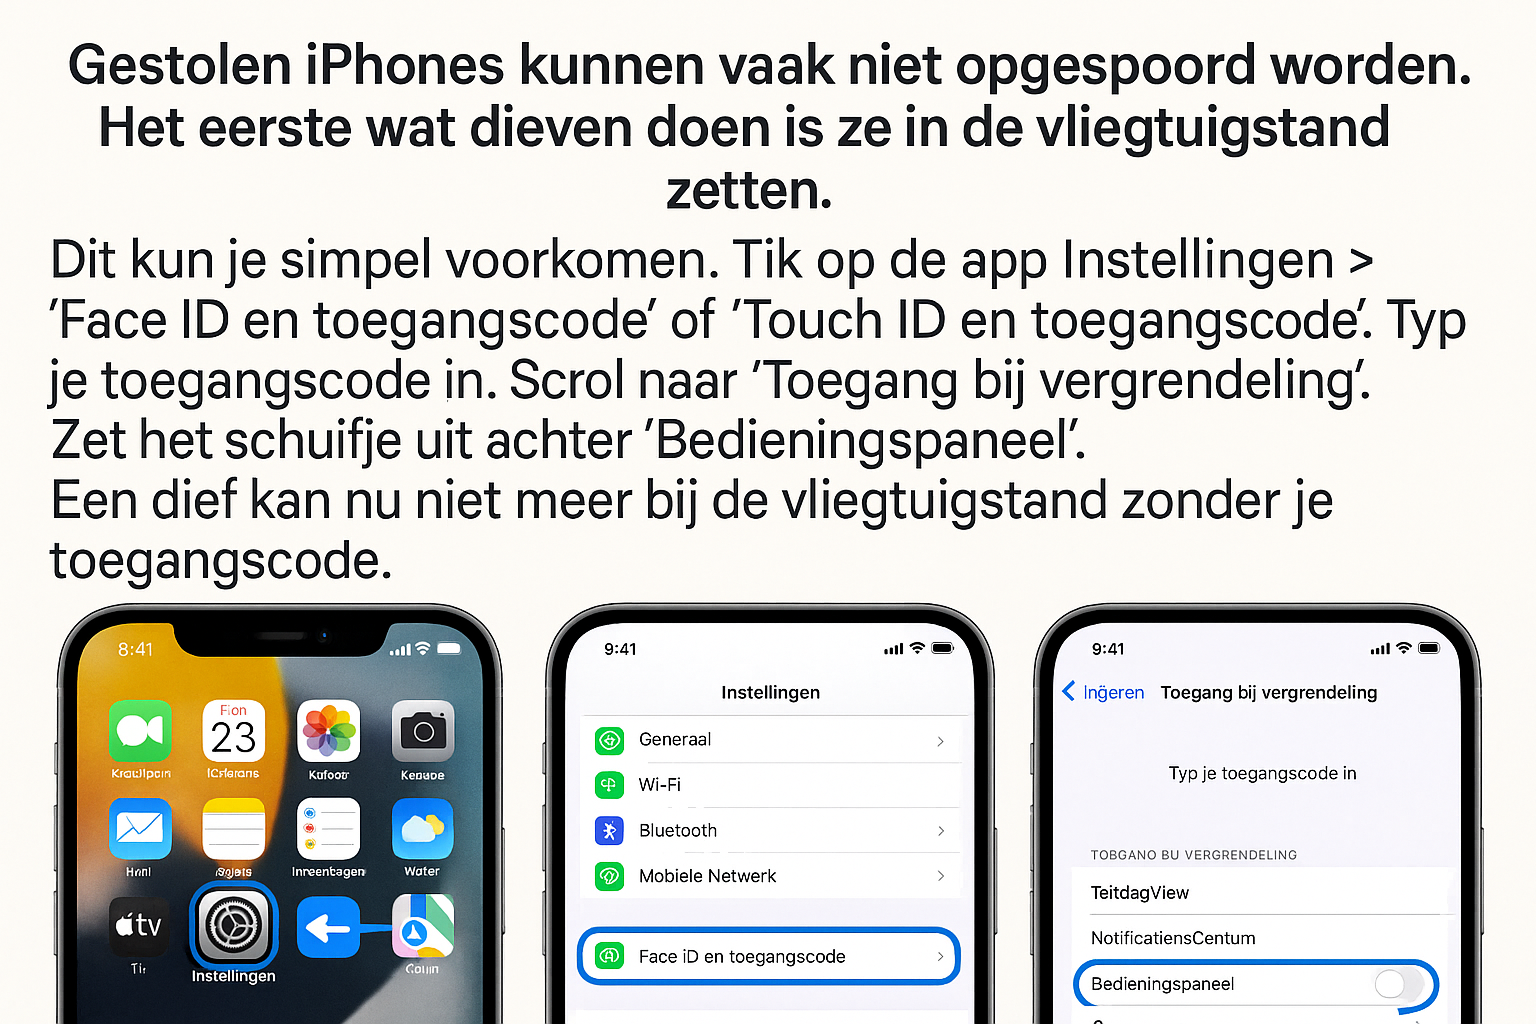 Gestolen iPhones kunnen vaak niet opgespoord worden.
Het eerste wat dieven doen is ze in de vliegtuigstand
zetten.
Dit kun je simpel voorkomen. Tik op de app Instellingen >
'Face ID en toegangscode' of 'Touch ID en toegangscode'. Typ
je toegangscode in. Scrol naar 'Toegang bij vergrendeling'.
Zet het schuifje uit achter 'Bedieningspaneel'.
Een dief kan nu niet meer bij de vliegtuigstand zonder je
toegangscode.
8:41
23
Kufoor
Water
tv
Instellingen
9:41
Instellingen
Generaal
Wi-Fi
Bluetooth
Mobiele Netwerk
Face iD en toegangscode
9:41
Toegang bij vergrendeling
Typ je toegangscode in
TOBGANO BU VERGRENDELING
TeitdagView
NotificatiensCentum
Bedieningspaneel